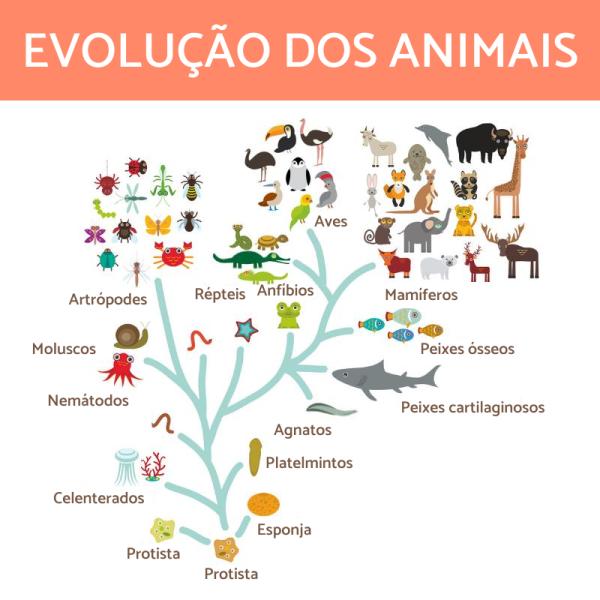 EVOLUÇÃO DOS ANIMAIS
Aves
Artrópodes
Répteis
Anfíbios
Mamíferos
Moluscos
Peixes ósseos
Nemátodos
Peixes cartilaginosos
Agnatos
Platelmintos
Celenterados
Esponja
Protista
Protista